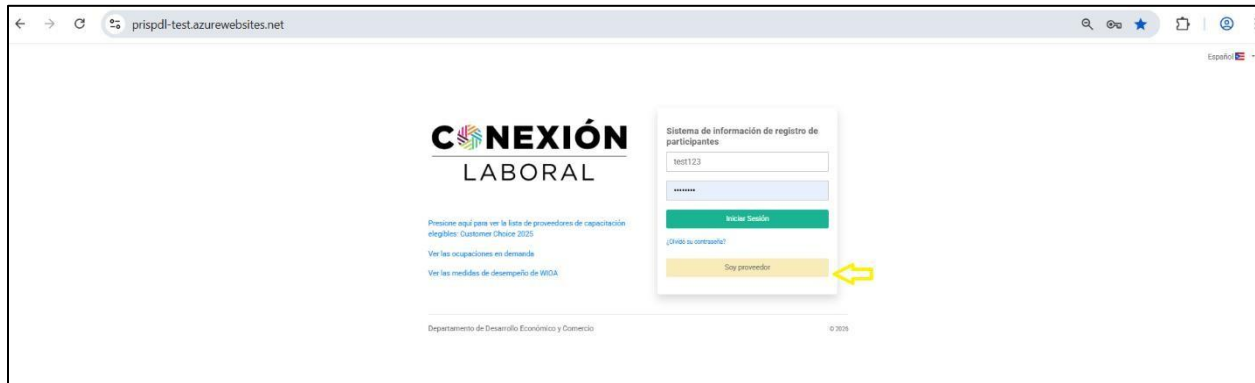 prispdl-test.azurewebsites.net
Español
CONEXIÓN
LABORAL
Presione aquí para ver la lista de proveedores de capacitación
elegibles: Customer Choice 2025
Ver las ocupaciones en demanda
Ver las medidas de desempeño de WIOA
Sistema de información de registro de
participantes
test123
••••••••
Iniciar Sesión
¿Olvido su contraseña?
Soy proveedor
Departamento de Desarrollo Económico y Comercio